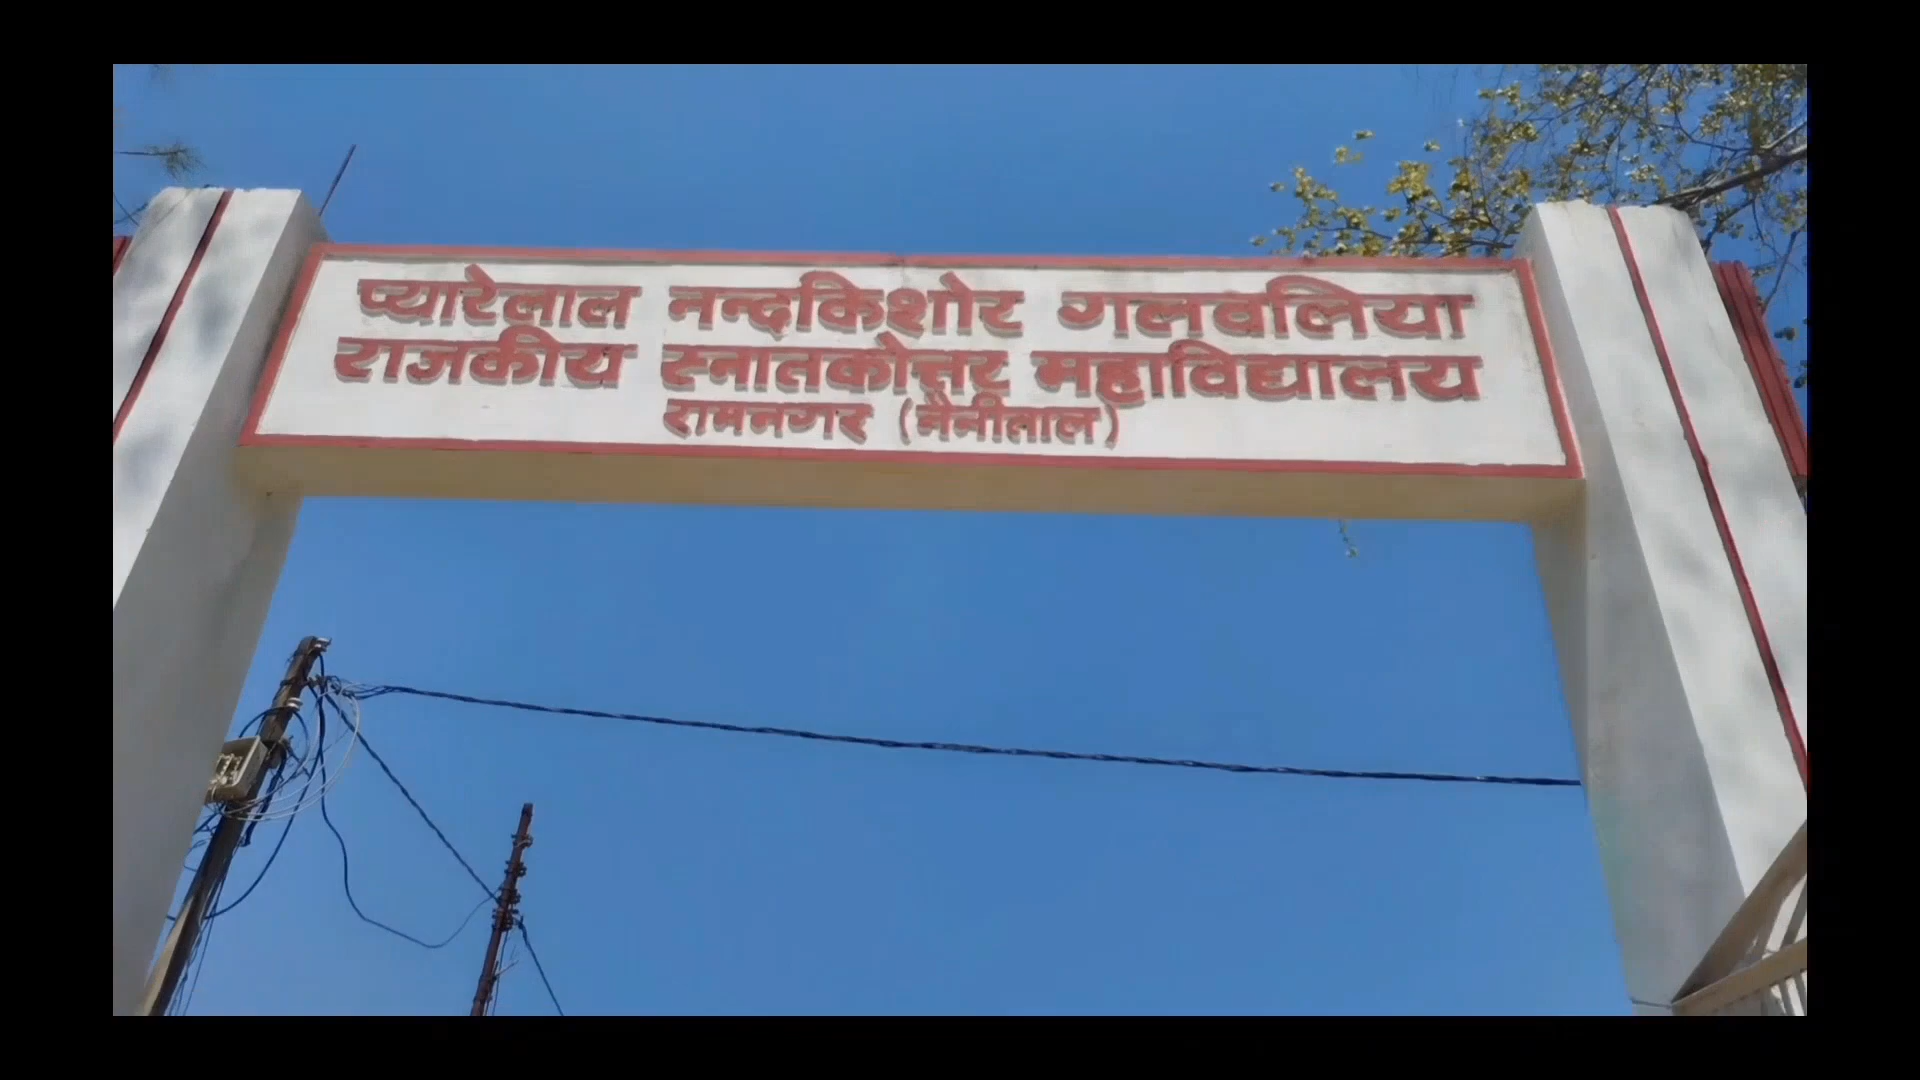 प्यारेलाल नन्दकिशोर गलवलिया
राजकीय स्नातकोत्तर महाविद्यालय
रामनगर (नैनीताल)